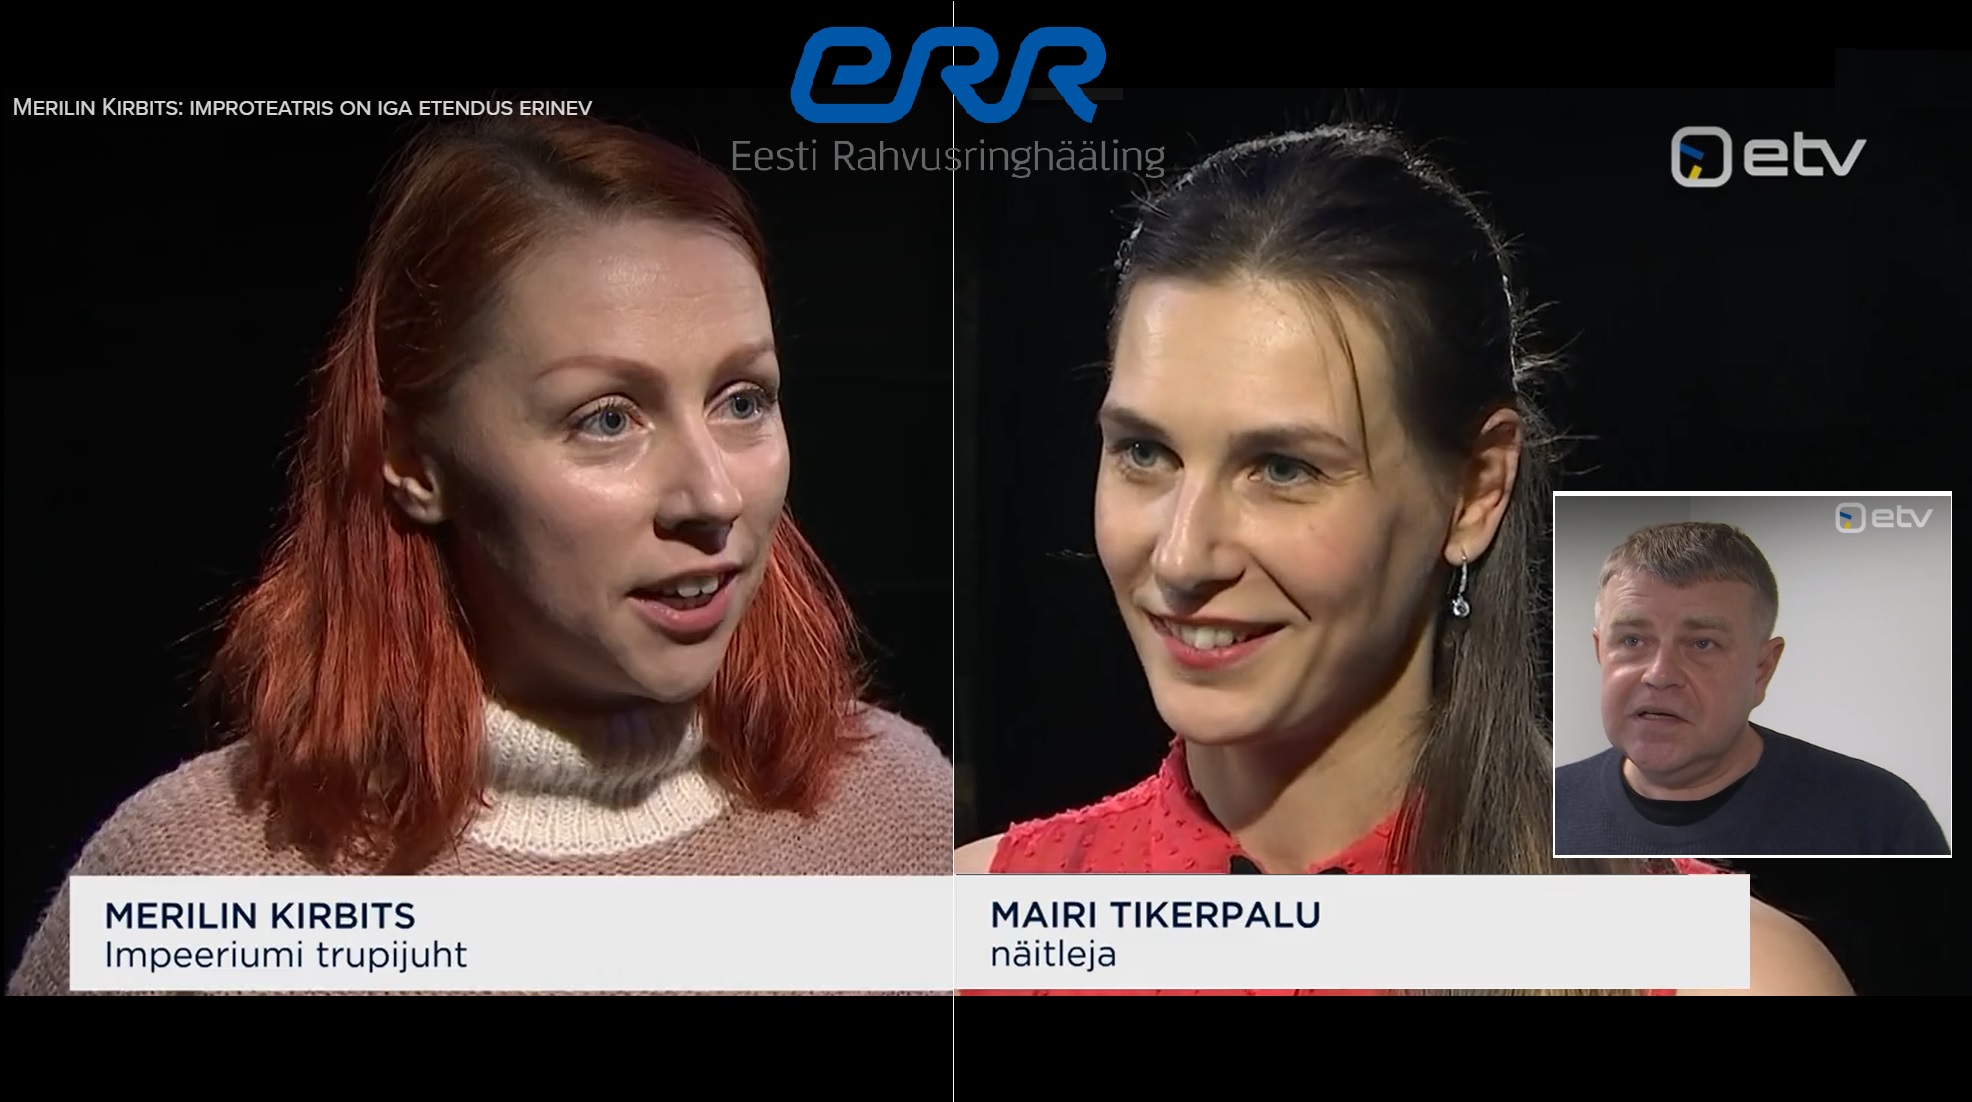 err
Eesti Rahvusringhääling
MERILIN KIRBITS: IMPROTEATRIS ON IGA ETENDUS ERINEV
etv
etv
MERILIN KIRBITS
Impeeriumi trupijuht
MAIRI TIKERPALU
näitleja